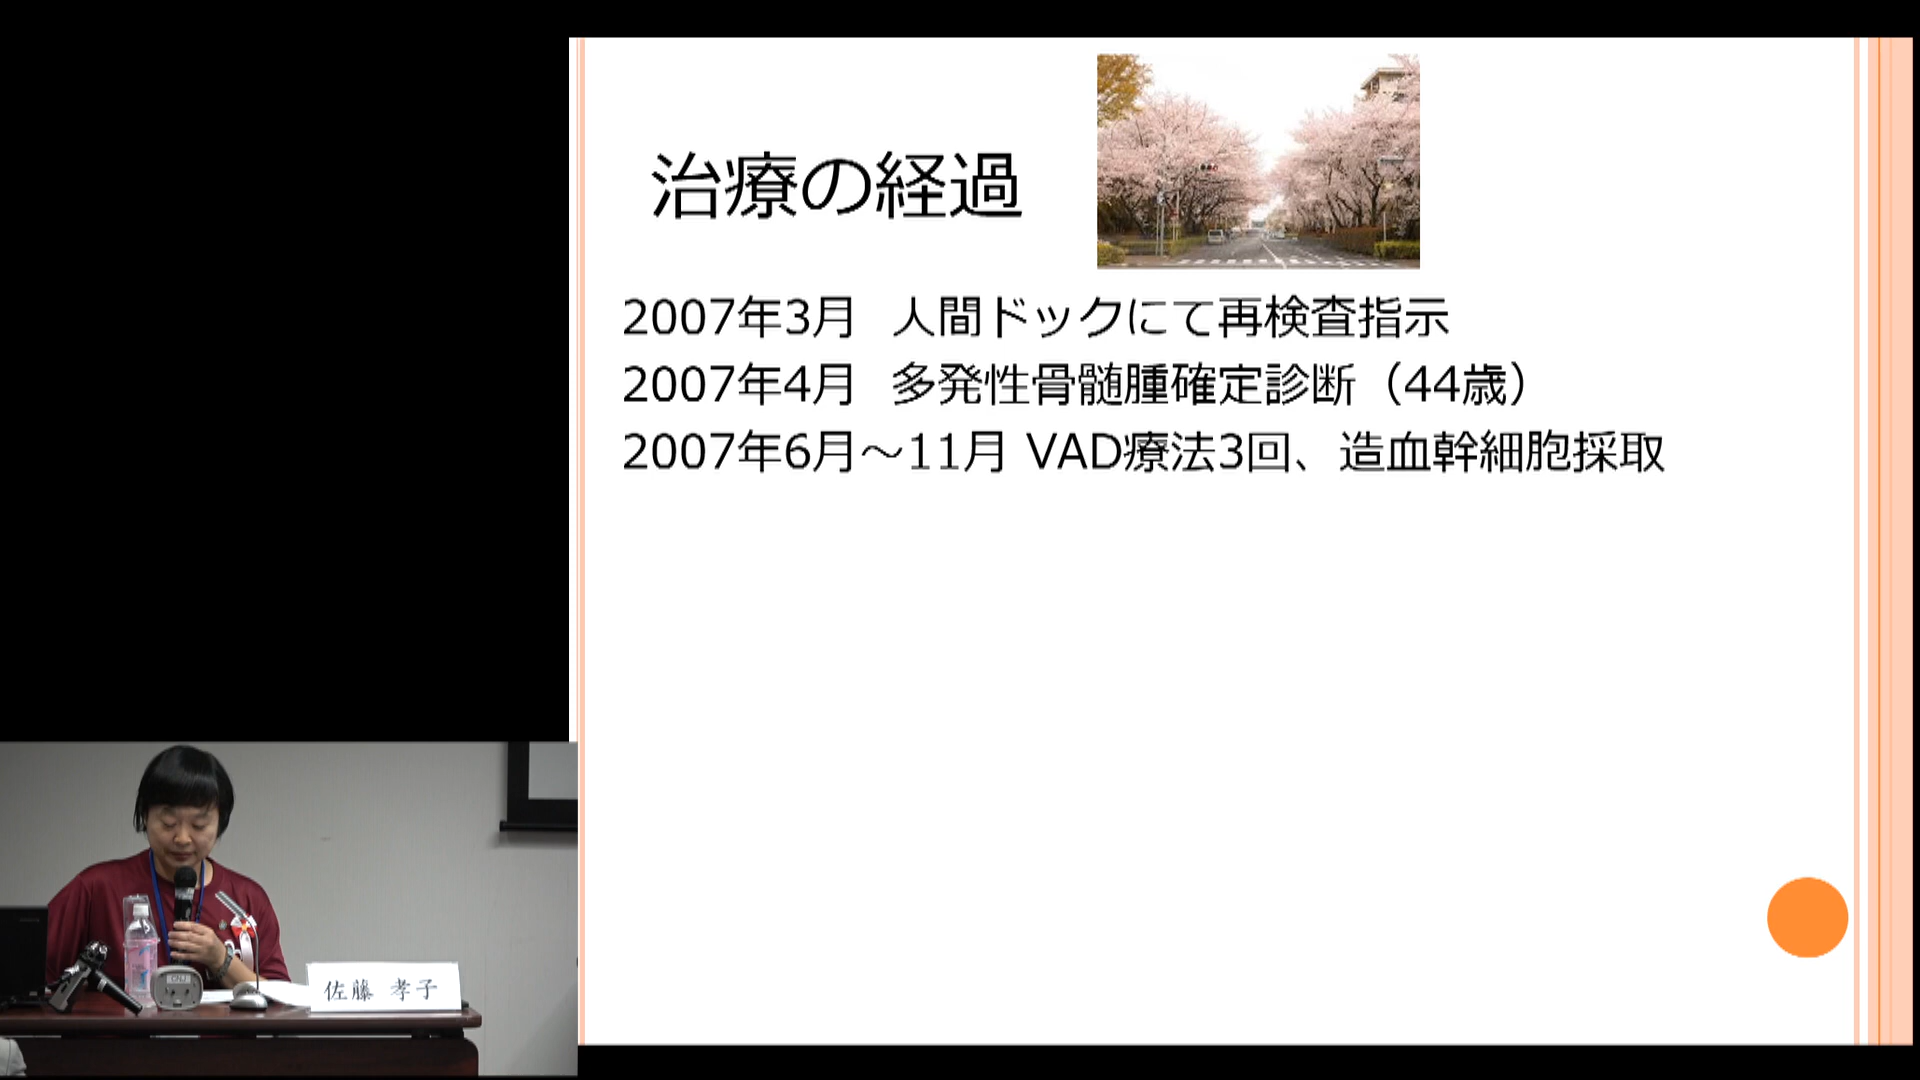 治療の経過
2007年3月 人間ドックにて再検査指示
2007年4月 多発性骨髄腫確定診断（44歳）
2007年6月～11月 VAD療法3回、造血幹細胞採取
佐藤 孝子